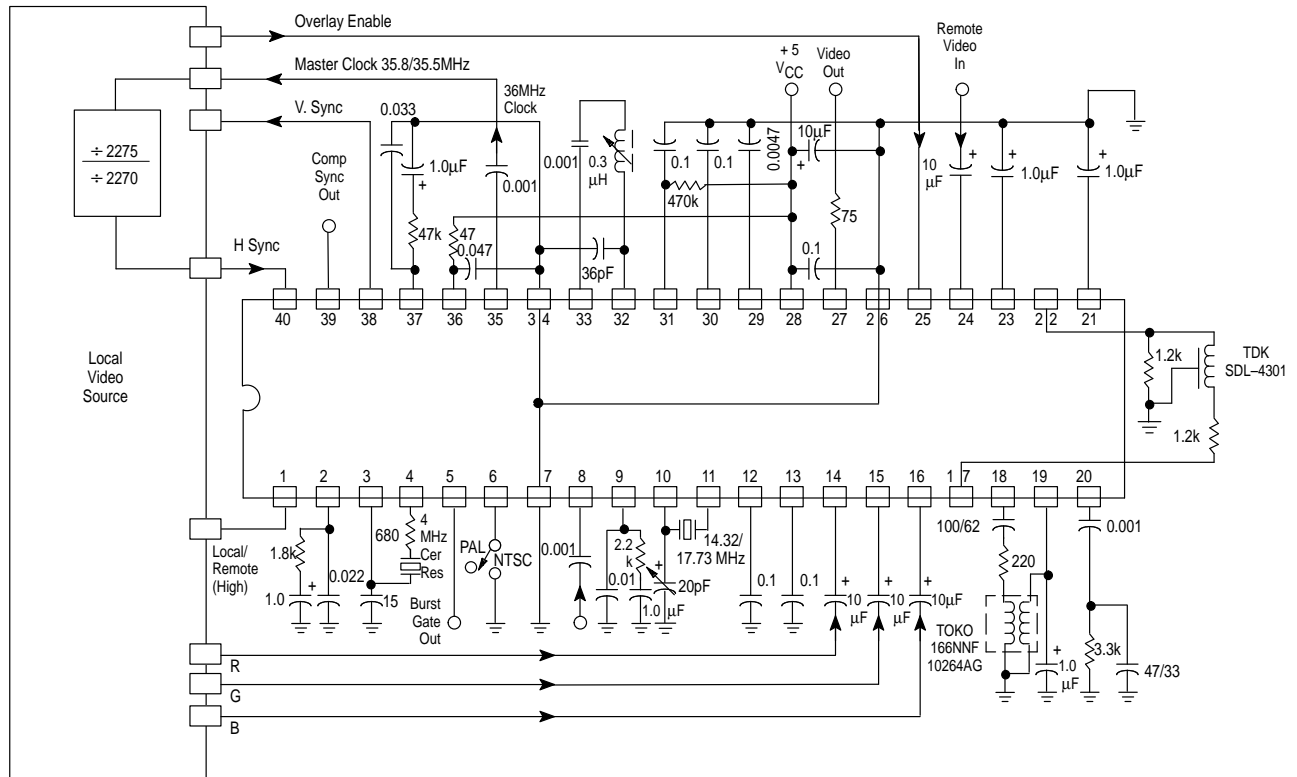 Overlay Enable
Master Clock 35.8/35.5MHz
V. Sync
÷ 2275
÷ 2270
H Sync
Comp
Sync
Out
0.033
1.0µF
+
47k
36MHz
Clock
0.001
47
0.047
0.001
0.3
µH
36pF
0.1
0.1
0.0047
470k
+ 5
VCC
10µF
+
0.1
Video
Out
75
Remote
Video
In
10
µF
+
+
1.0µF
+
1.0µF
40
39
38
37
36
35
3 4
33
32
31
30
29
28
27
2 6
25
24
23
2 2
21
Local
Video
Source
1.2k
TDK
SDL–4301
1.2k
1
2
3
4
5
6
7
8
9
10
11
12
13
14
15
16
1 7
18
19
20
Local/
Remote
(High)
1.8k
+
1.0
0.022
680
4
MHz
Cer
Res
15
Burst
Gate
Out
PAL
NTSC
0.001
0.01
2.2
k
1.0
µF
+
20pF
14.32/
17.73 MHz
0.1
0.1
+
10
µF
+
10
µF
+
10µF
100/62
220
TOKO
166NNF
10264AG
+
1.0
µF
0.001
3.3k
47/33
R
G
B